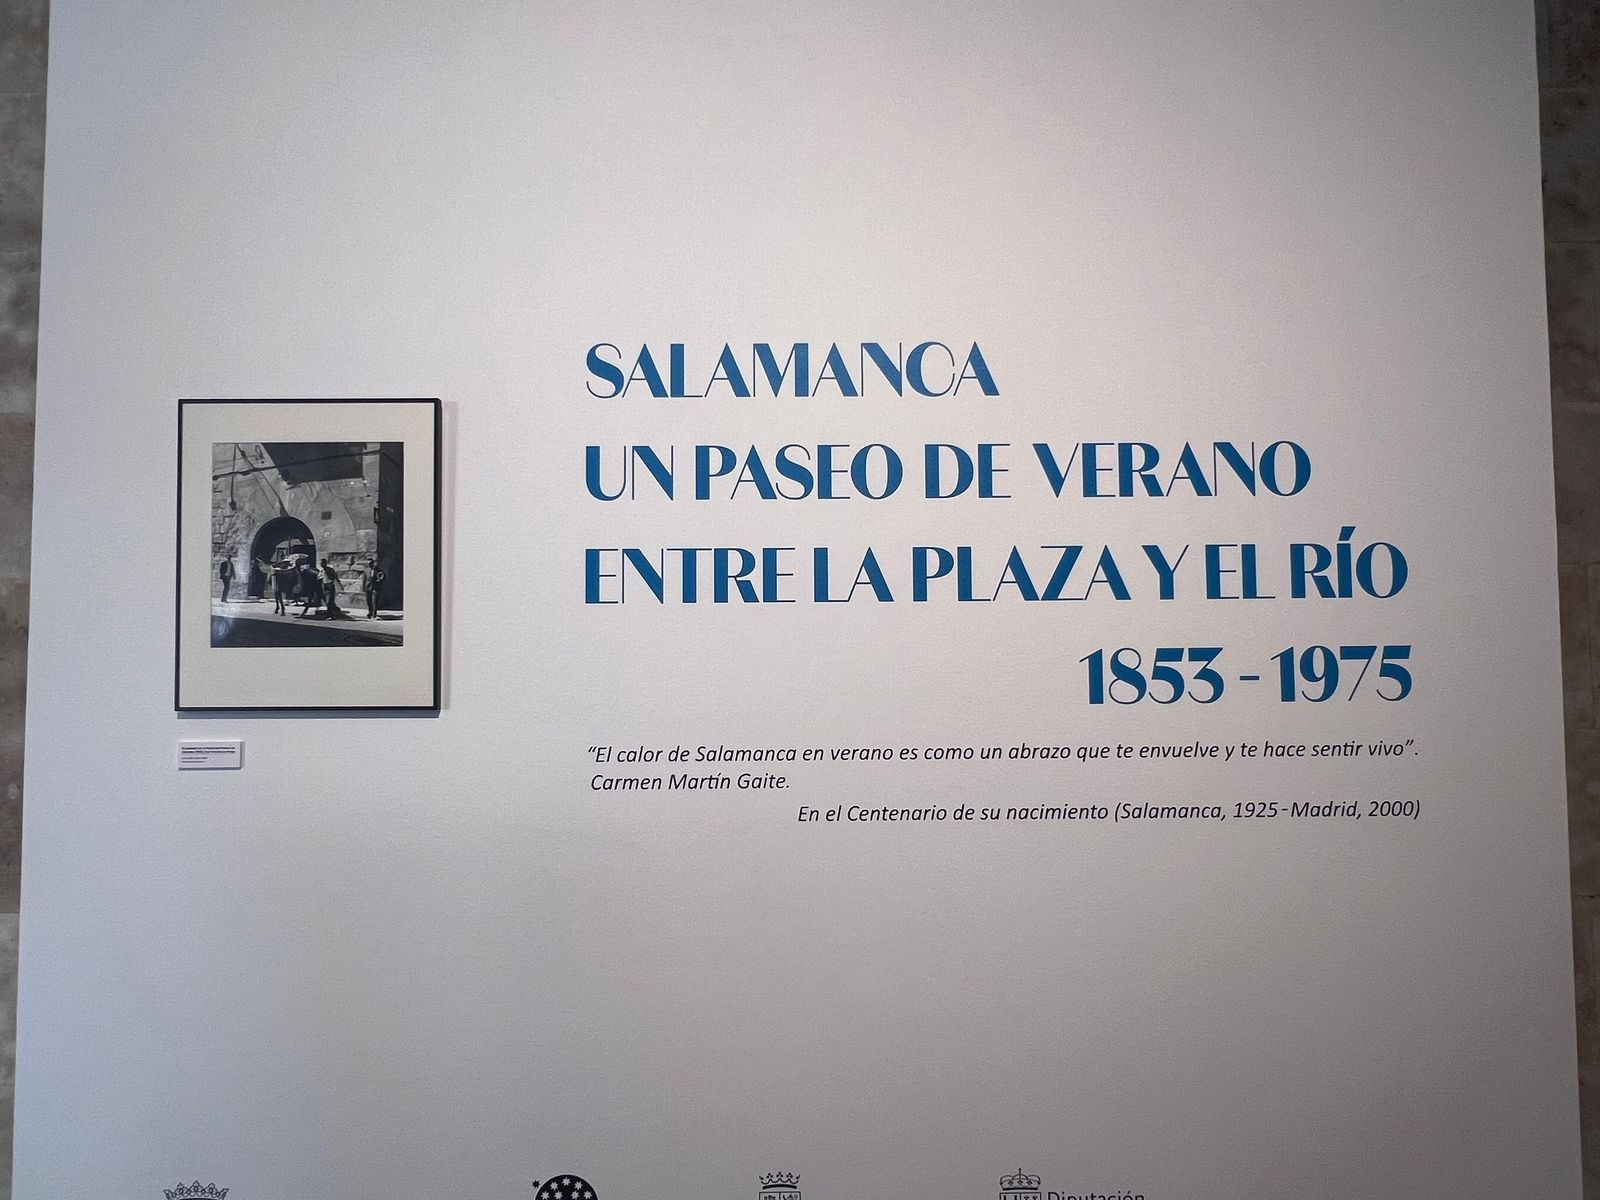 SALAMANCA
UN PASEO DE VERANO
ENTRE LA PLAZA Y EL RÍO
1853 - 1975
“El calor de Salamanca en verano es como un abrazo que te envuelve y te hace sentir vivo”.
Carmen Martín Gaite.
En el Centenario de su nacimiento (Salamanca, 1925-Madrid, 2000)
Diputación